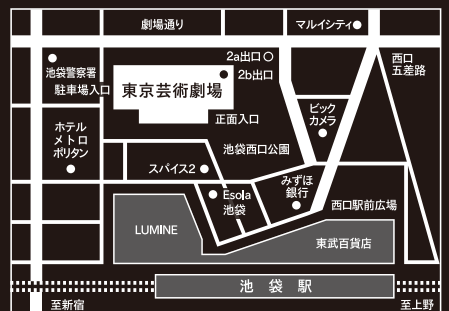 劇場通り
マルイシティ
2a出口
西口
五差路
池袋警察署
2b出口
駐車場入口
東京芸術劇場
正面入口
ビック
カメラ
ホテル
メトロ
ポリタン
池袋西口公園
スパイス2
みずほ
銀行
Esola
池袋
西口駅前広場
LUMINE
東武百貨店
池袋駅
至新宿
至上野